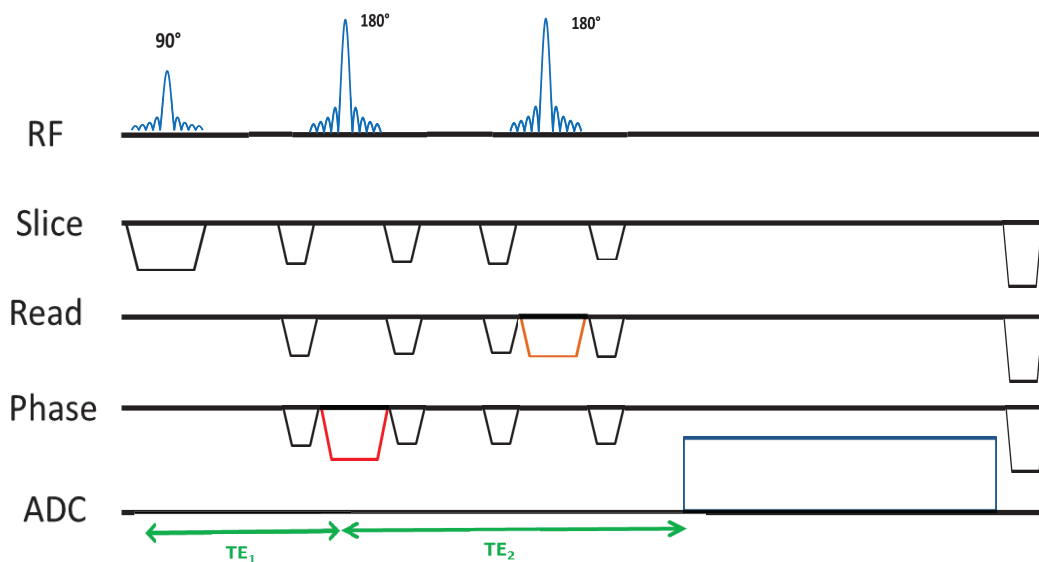 90°
180°
180°
RF
Slice
Read
Phase
ADC
TE₁
TE₂